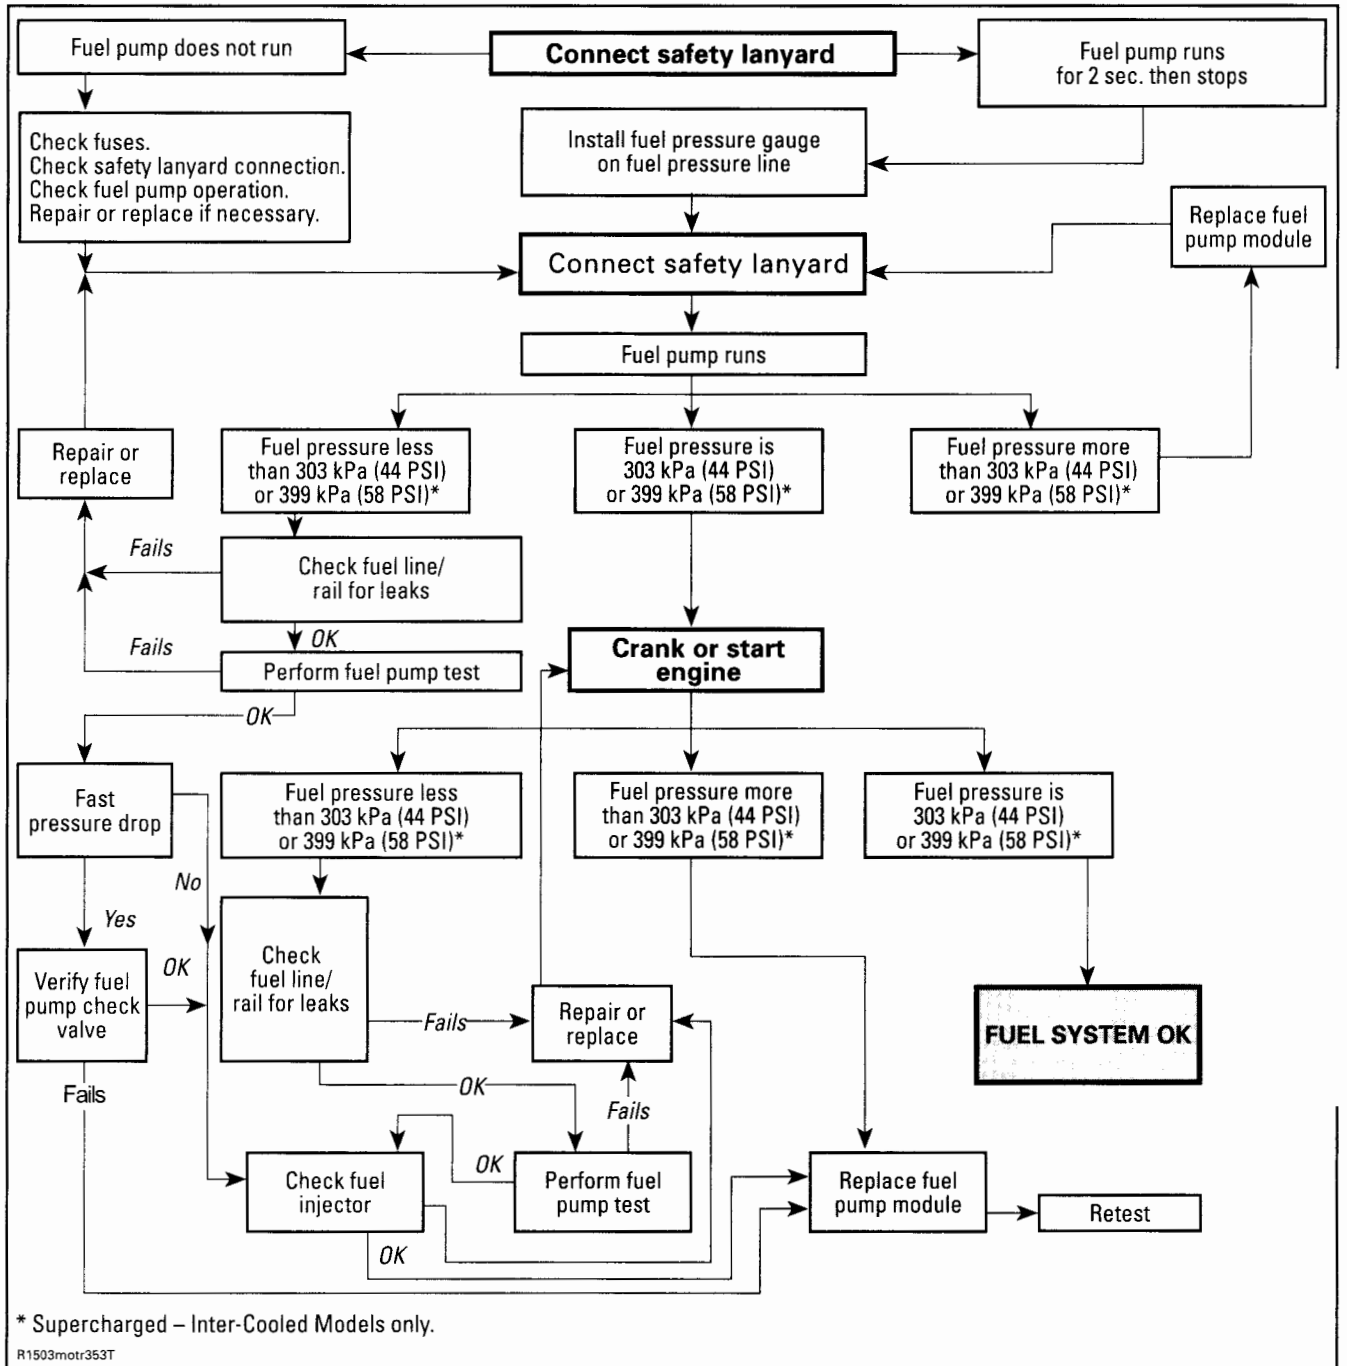 Fuel pump does not run
Connect safety lanyard
Fuel pump runs
for 2 sec. then stops
Check fuses.
Check safety lanyard connection.
Check fuel pump operation.
Repair or replace if necessary.
Install fuel pressure gauge
on fuel pressure line
Replace fuel
pump module
Connect safety lanyard
Fuel pump runs
Repair or
replace
Fuel pressure less
than 303 kPa (44 PSI)
or 399 kPa (58 PSI)*
Fuel pressure is
303 kPa (44 PSI)
or 399 kPa (58 PSI)*
Fuel pressure more
than 303 kPa (44 PSI)
or 399 kPa (58 PSI)*
Fails
Check fuel line/
rail for leaks
OK
Fails
Perform fuel pump test
Crank or start
engine
OK
Fast
pressure drop
Fuel pressure less
than 303 kPa (44 PSI)
or 399 kPa (58 PSI)*
Fuel pressure more
than 303 kPa (44 PSI)
or 399 kPa (58 PSI)*
Fuel pressure is
303 kPa (44 PSI)
or 399 kPa (58 PSI)*
No
Yes
Verify fuel
pump check
valve
OK
Check
fuel line/
rail for leaks
Fails
Repair or
replace
FUEL SYSTEM OK
Fails
OK
Fails
Check fuel
injector
OK
Perform fuel
pump test
Replace fuel
pump module
Retest
OK
* Supercharged – Inter-Cooled Models only.
R1503motr353T